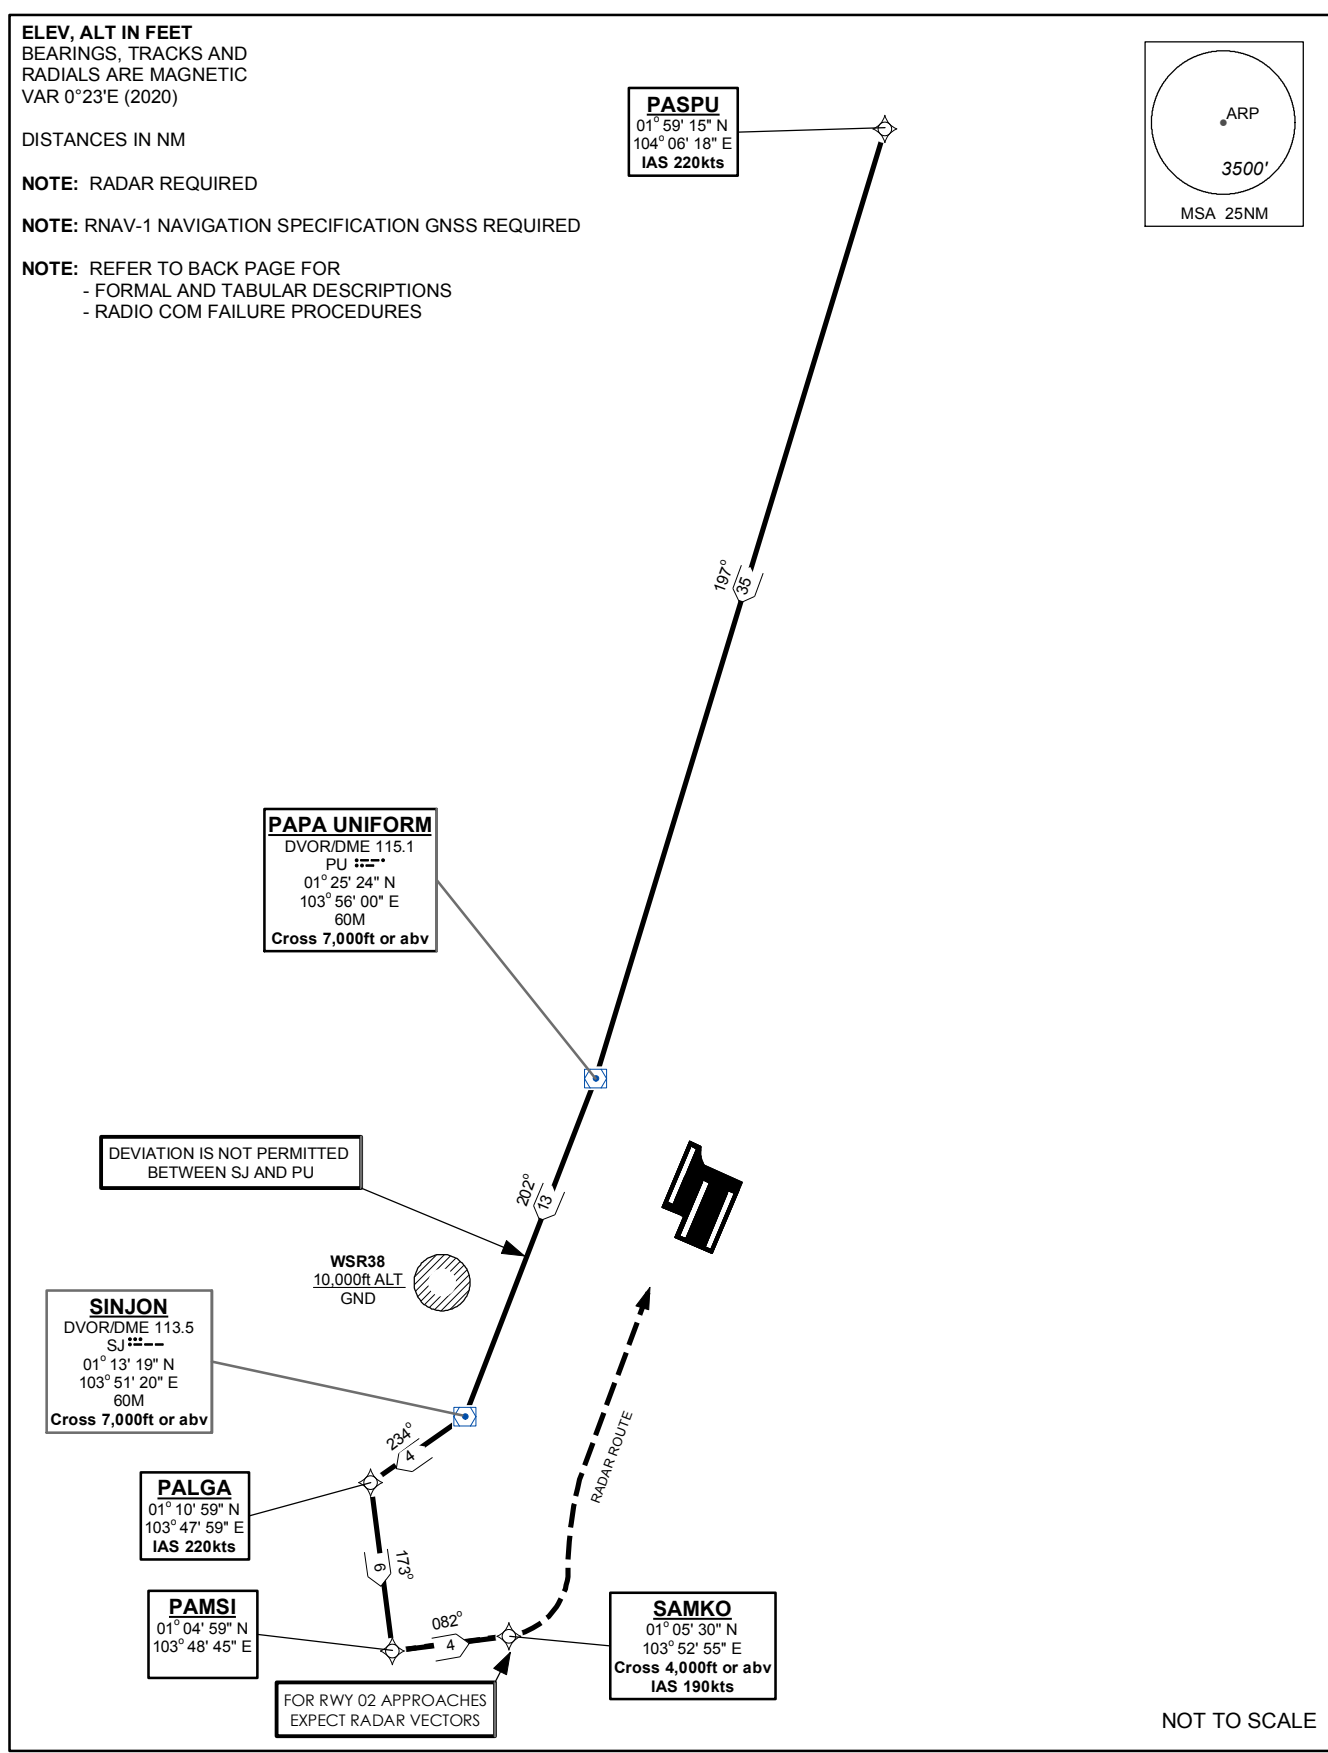 ELEV, ALT IN FEET
BEARINGS, TRACKS AND
RADIALS ARE MAGNETIC
VAR 0°23'E (2020)
DISTANCES IN NM
NOTE: RADAR REQUIRED
NOTE: RNAV-1 NAVIGATION SPECIFICATION GNSS REQUIRED
NOTE: REFER TO BACK PAGE FOR
- FORMAL AND TABULAR DESCRIPTIONS
- RADIO COM FAILURE PROCEDURES
PASPU
01° 59' 15" N
104° 06' 18" E
IAS 220kts
ARP
3500'
MSA 25NM
197°
35
PAPA UNIFORM
DVOR/DME 115.1
PU
01° 25' 24" N
103° 56' 00" E
60M
Cross 7,000ft or abv
DEVIATION IS NOT PERMITTED
BETWEEN SJ AND PU
202°
13
WSR38
10,000ft ALT
GND
SINJON
DVOR/DME 113.5
SJ
01° 13' 19" N
103° 51' 20" E
60M
Cross 7,000ft or abv
234°
4
RADAR ROUTE
PALGA
01° 10' 59" N
103° 47' 59" E
IAS 220kts
173°
6
PAMSI
01° 04' 59" N
103° 48' 45" E
082°
4
SAMKO
01° 05' 30" N
103° 52' 55" E
Cross 4,000ft or abv
IAS 190kts
FOR RWY 02 APPROACHES
EXPECT RADAR VECTORS
NOT TO SCALE